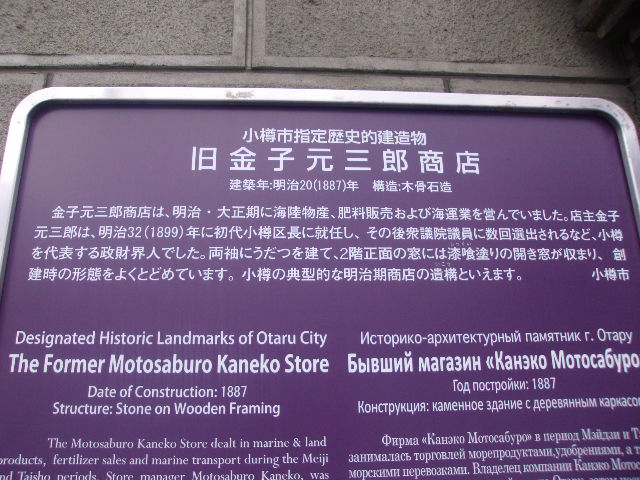 小樽市指定歴史的建造物
旧金子元三郎商店
建築年:明治20(1887)年　構造:木骨石造
金子元三郎商店は、明治・大正期に海陸物産、肥料販売および海運業を営んでいました。店主金子
元三郎は、明治32(1899)年に初代小樽区長に就任し、その後衆議院議員に数回選出されるなど、小樽
を代表する政財界人でした。両袖にうだつを建て、2階正面の窓には漆喰塗りの開き窓が収まり、創
建時の形態をよくとどめています。小樽の典型的な明治期商店の遺構といえます。　小樽市
Designated Historic Landmarks of Otaru City
The Former Motosaburo Kaneko Store
Date of Construction: 1887
Structure: Stone on Wooden Framing
The Motosaburo Kaneko Store dealt in marine & land
products, fertilizer sales and marine transport during the Meiji
and Taisho periods. Store manager Motosaburo Kaneko, was
Историко-архитектурный памятник г. Отару
Бывший магазин «Канэко Мотосабуро
Год постройки: 1887
Конструкция: каменное здание с деревянным каркасом
Фирма «Канэко Мотосабуро» в период Мэйдзи и Т
занималась торговлей морепродуктами,удобрениями, а т
морскими перевозками. Владелец компании Канэко Мотос